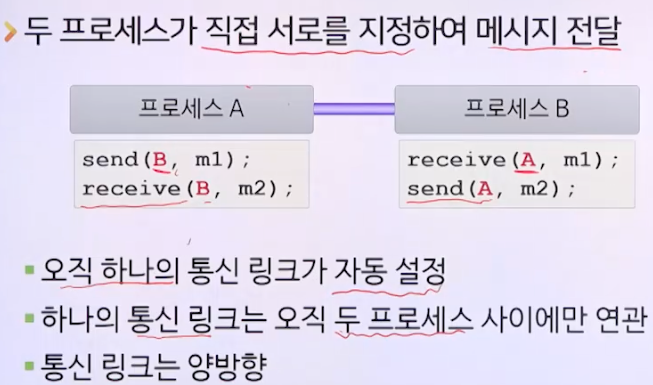 두 프로세스가 직접 서로를 지정하여 메시지 전달
프로세스 A
send(B, m1);
receive(B, m2);
프로세스 B
receive(A, m1);
send(A, m2);
오직 하나의 통신 링크가 자동 설정
하나의 통신 링크는 오직 두 프로세스 사이에만 연관
통신 링크는 양방향